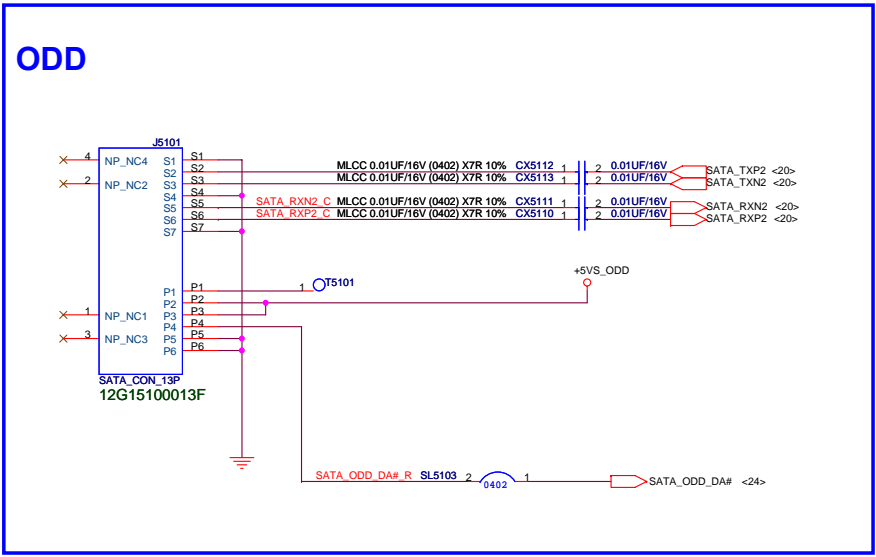 ODD
J5101
4 NP_NC4 S1 S1
S2 S2 MLCC 0.01UF/16V (0402) X7R 10% CX5112 1 2 0.01UF/16V SATA_TXP2 <20>
2 NP_NC2 S3 S3 MLCC 0.01UF/16V (0402) X7R 10% CX5113 1 2 0.01UF/16V SATA_TXN2 <20>
S4 S4
S5 S5 SATA_RXN2_C MLCC 0.01UF/16V (0402) X7R 10% CX5111 1 2 0.01UF/16V SATA_RXN2 <20>
S6 S6 SATA_RXP2_C MLCC 0.01UF/16V (0402) X7R 10% CX5110 1 2 0.01UF/16V SATA_RXP2 <20>
S7 S7
+5VS_ODD
P1 P1 1 T5101
P2 P2
1 NP_NC1 P3 P3
P4 P4
3 NP_NC3 P5 P5
P6 P6
SATA_CON_13P
12G15100013F
SATA_ODD_DA#_R SL5103 2 0402 1 SATA_ODD_DA# <24>